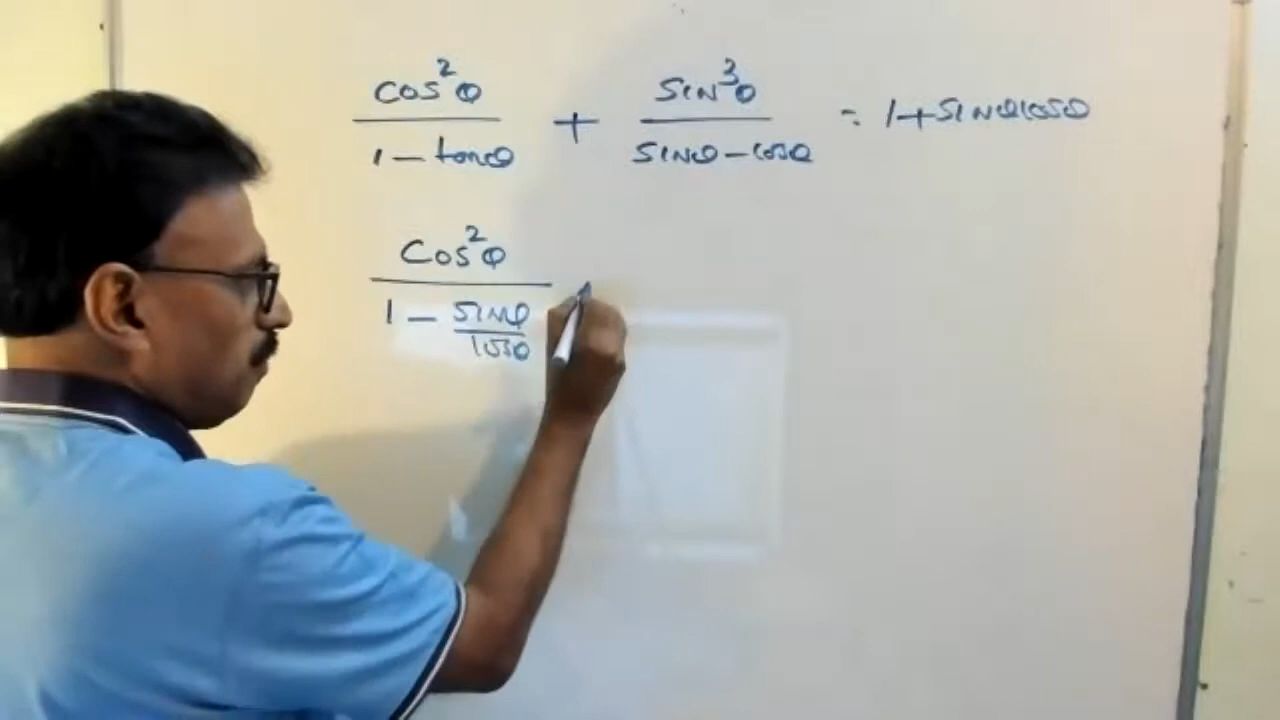 cos²θ / 1 - tanθ + sin³θ / sinθ - cosθ = 1 + sinθcosθ
cos²θ / 1 - sinθ/cosθ